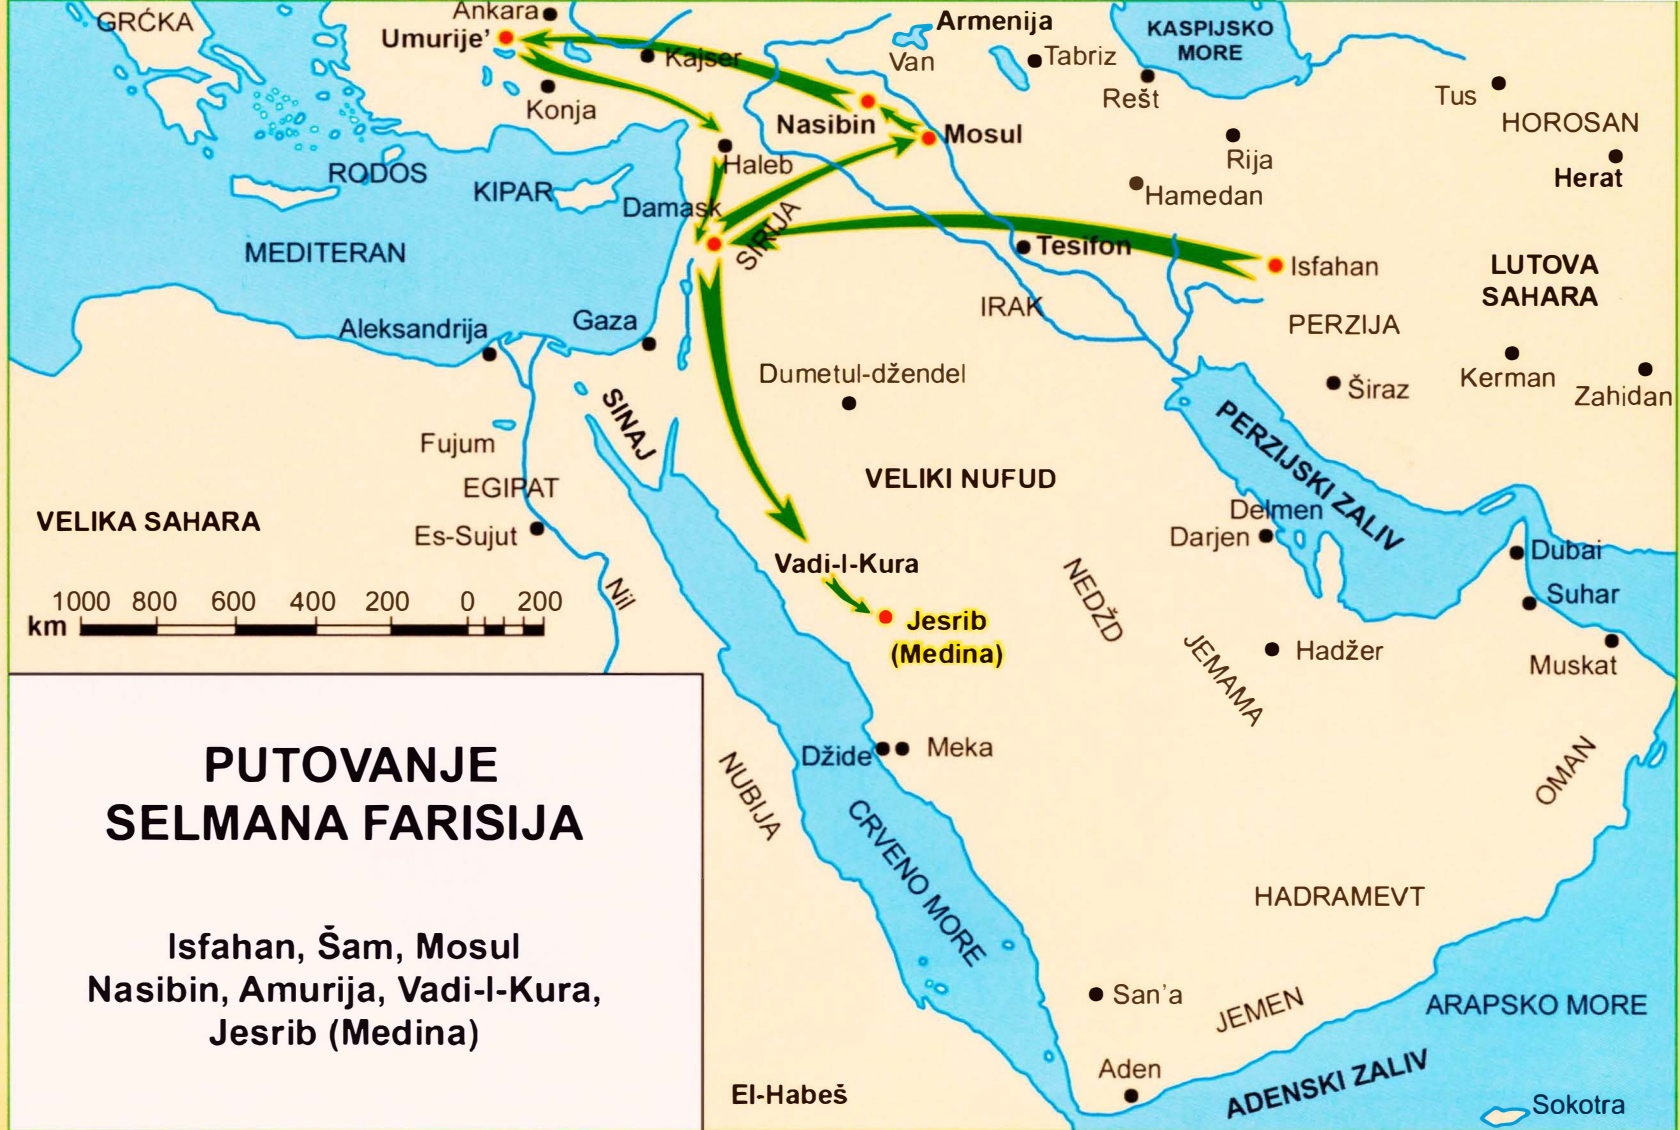 GRĆKA
Ankara
Umurije’
Kajser
Konja
Armenija
Van
Tabriz
KASPIJSKO
MORE
Rešt
Tus
HOROSAN
Herat
Nasibin
Mosul
Rija
Hamedan
Haleb
RODOS
KIPAR
Damask
SIRIJA
MEDITERAN
Tesifon
Isfahan
LUTOVA
SAHARA
IRAK
PERZIJA
Aleksandrija
Gaza
Dumetul-džendel
Širaz
Kerman
Zahidan
SINAJ
PERZIJSKI ZALIV
Fujum
EGIPAT
VELIKI NUFUD
VELIKA SAHARA
Es-Sujut
Delmen
Darjen
Dubai
Suhar
Muskat
Vadi-l-Kura
Nil
NEDŽD
Jesrib
(Medina)
JEMAMA
Hadžer
1000 800 600 400 200 0 200
km
Džide
Meka
NUBIJA
OMAN
CRVENO MORE
HADRAMEVT
San’a
JEMEN
ARAPSKO MORE
Aden
ADENSKI ZALIV
El-Habeš
Sokotra
PUTOVANJE
SELMANA FARISIJA
Isfahan, Šam, Mosul
Nasibin, Amurija, Vadi-l-Kura,
Jesrib (Medina)